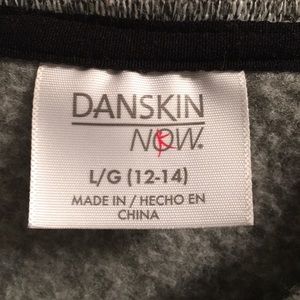 DANSKIN
NOW.
L/G (12-14)
MADE IN / HECHO EN
CHINA